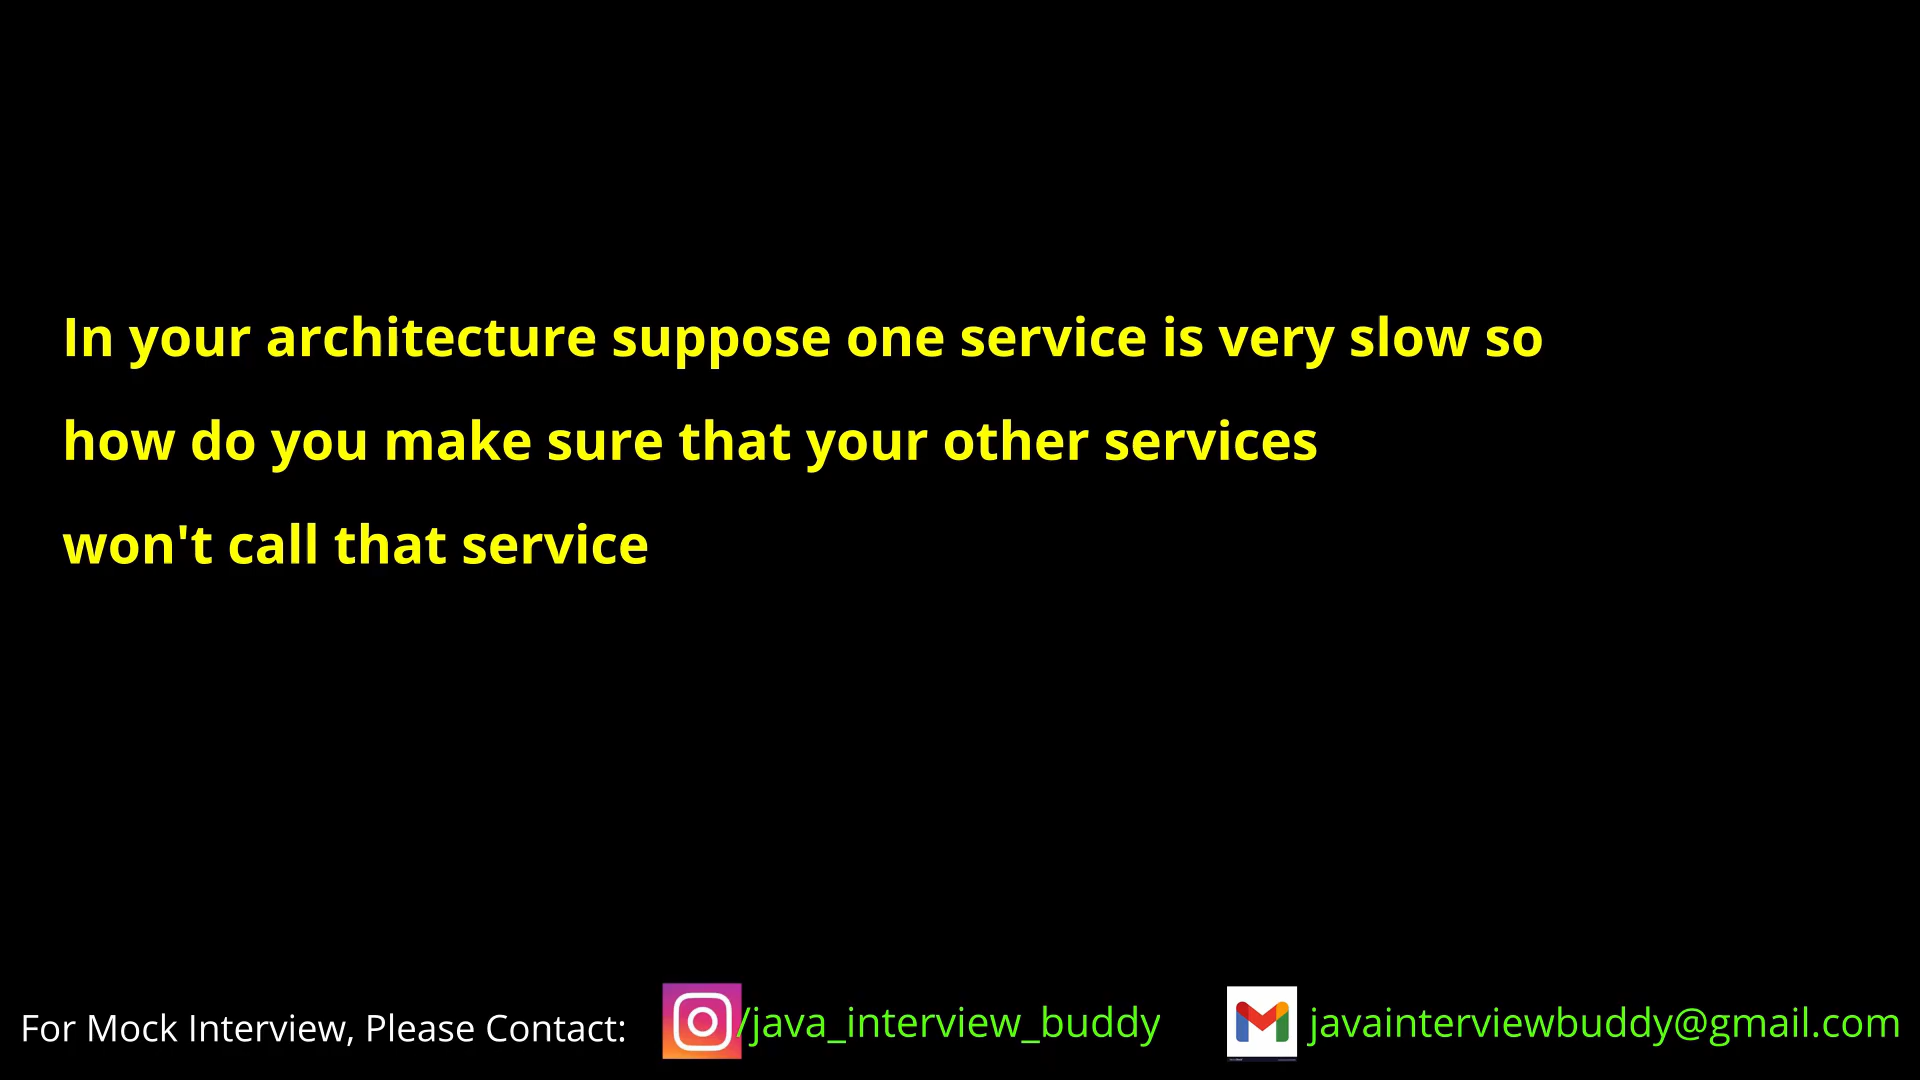 In your architecture suppose one service is very slow so
how do you make sure that your other services
won't call that service
For Mock Interview, Please Contact: /java_interview_buddy javainterviewbuddy@gmail.com